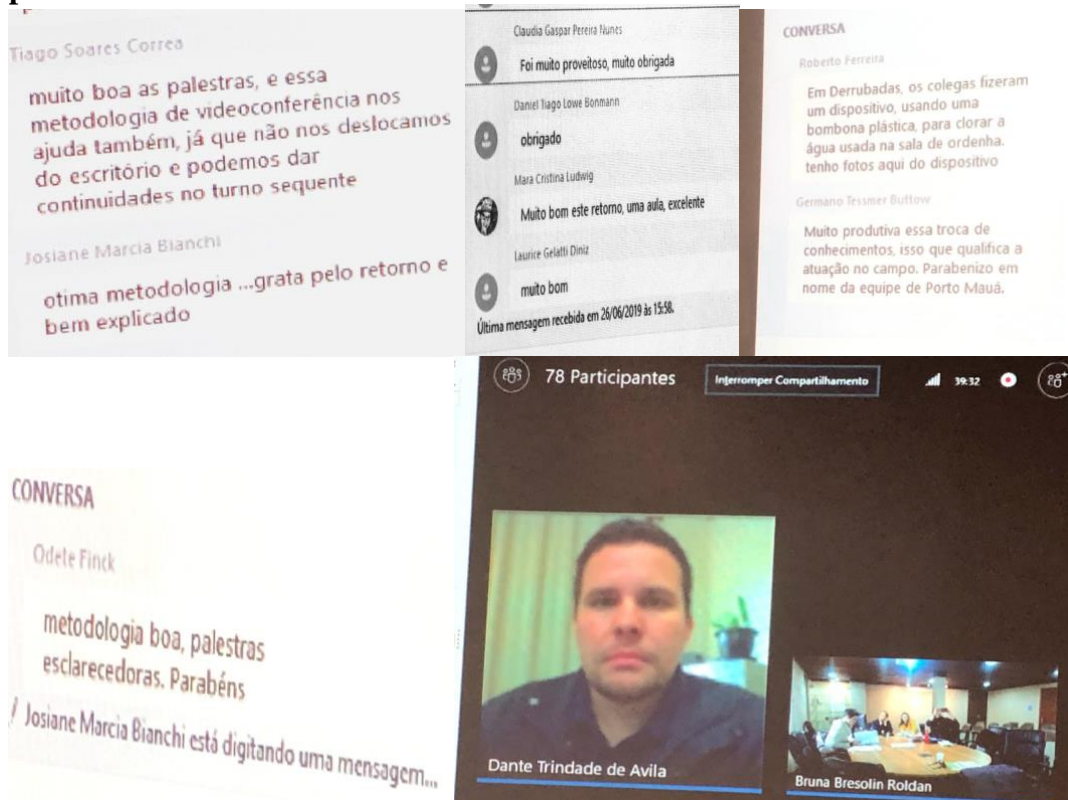 Tiago Soares Correa
muito boa as palestras, e essa
metodologia de videoconferência nos
ajuda também, já que não nos deslocamos
do escritório e podemos dar
continuidades no turno sequente
Josiane Marcia Bianchi
otima metodologia ...grata pelo retorno e
bem explicado
Claudia Gaspar Pereira Nunes
Foi muito proveitoso, muito obrigada
Daniel Tiago Lowe Bonmann
obrigado
Mara Cristina Ludwig
Muito bom este retorno, uma aula, excelente
Laurice Gelatti Diniz
muito bom
Última mensagem recebida em 26/06/2019 às 15:58.
CONVERSA
Roberto Ferreira
Em Derrubadas, os colegas fizeram
um dispositivo, usando uma
bombona plástica, para clorar a
água usada na sala de ordenha.
tenho fotos aqui do dispositivo
Germano Tessmer Buttow
Muito produtiva essa troca de
conhecimentos, isso que qualifica a
atuação no campo. Parabenizo em
nome da equipe de Porto Mauá.
CONVERSA
Odete Finck
metodologia boa, palestras
esclarecedoras. Parabéns
Josiane Marcia Bianchi está digitando uma mensagem...
78 Participantes
Interromper Compartilhamento
39:32
Dante Trindade de Avila
Bruna Bresolin Roldan